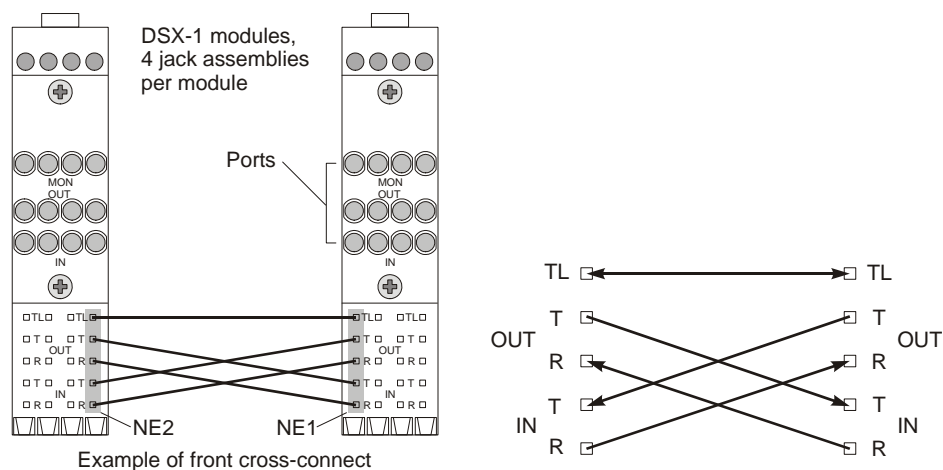 DSX-1 modules,
4 jack assemblies
per module
Ports
MON
OUT
IN
MON
OUT
IN
TL TL
T T
OUT
R R
T T
IN
R R
TL TL
T T
OUT
R R
T T
IN
R R
NE2
NE1
Example of front cross-connect
TL TL
T T
OUT OUT
R R
T T
IN IN
R R